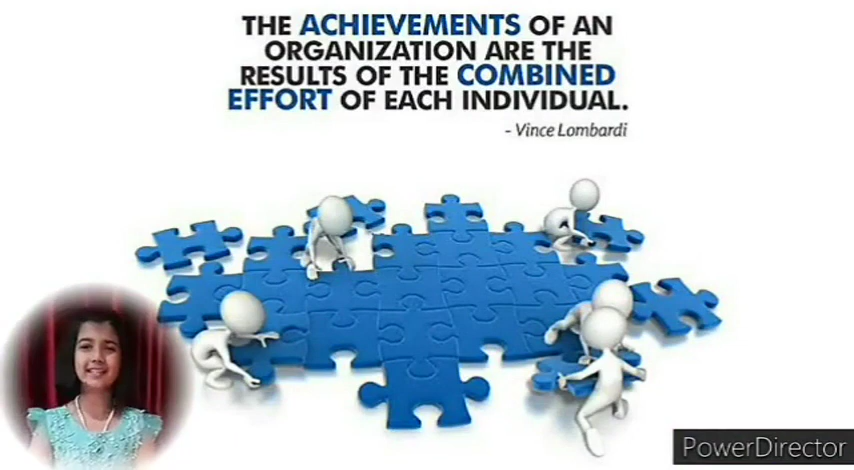 THE ACHIEVEMENTS OF AN
ORGANIZATION ARE THE
RESULTS OF THE COMBINED
EFFORT OF EACH INDIVIDUAL.
- Vince Lombardi
PowerDirector